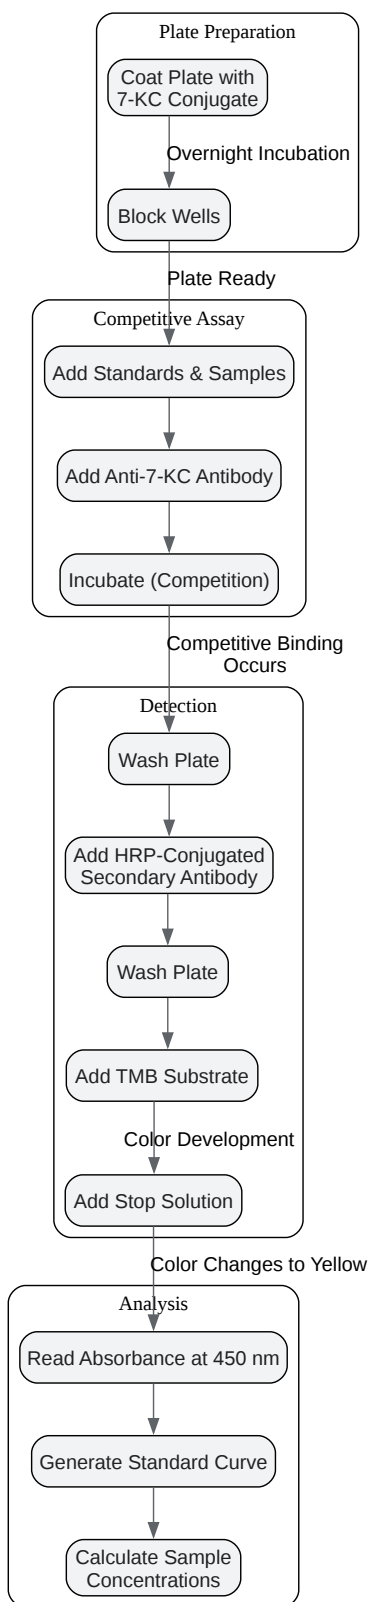 Plate Preparation
Coat Plate with
7-KC Conjugate
Overnight Incubation
Block Wells
Plate Ready
Competitive Assay
Add Standards & Samples
Add Anti-7-KC Antibody
Incubate (Competition)
Competitive Binding
Occurs
Detection
Wash Plate
Add HRP-Conjugated
Secondary Antibody
Wash Plate
Add TMB Substrate
Color Development
Add Stop Solution
Color Changes to Yellow
Analysis
Read Absorbance at 450 nm
Generate Standard Curve
Calculate Sample
Concentrations